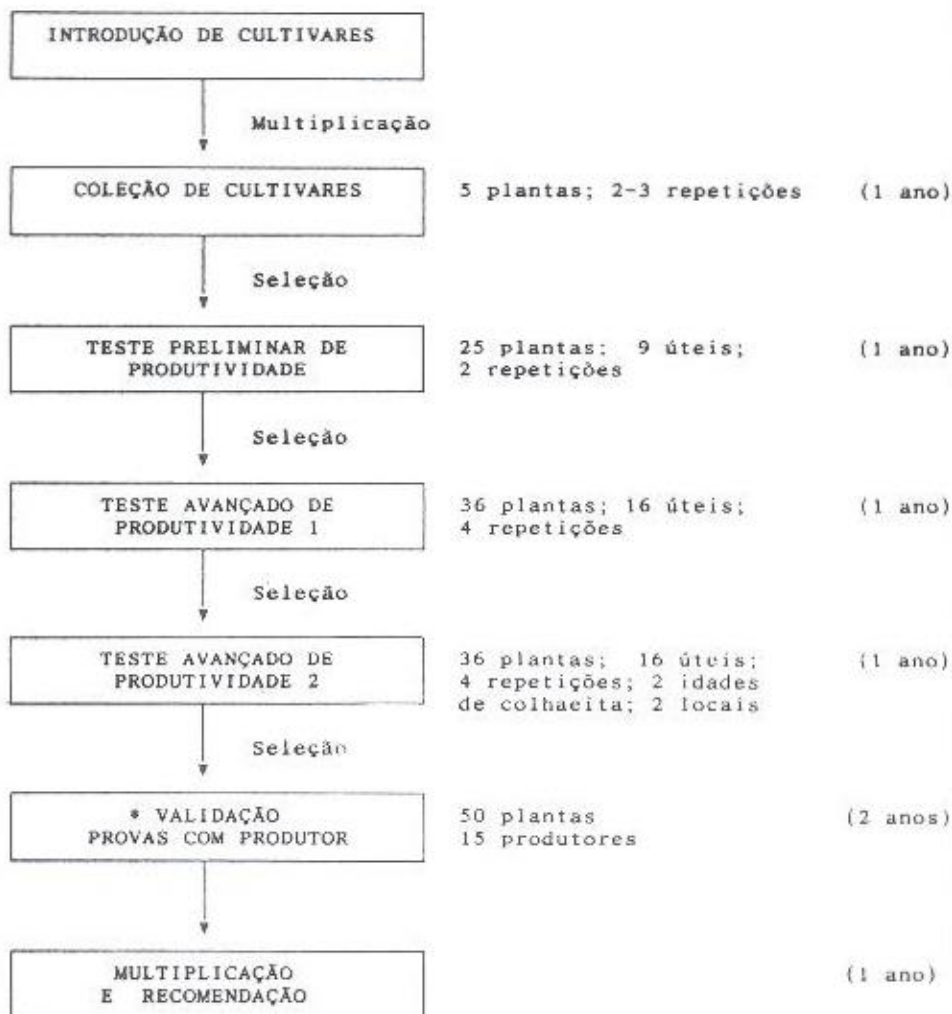 INTRODUÇÃO DE CULTIVARES
Multiplicação
COLEÇÃO DE CULTIVARES 5 plantas; 2-3 repetições (1 ano)
Seleção
TESTE PRELIMINAR DE 25 plantas; 9 úteis; (1 ano)
PRODUTIVIDADE 2 repetições
Seleção
TESTE AVANÇADO DE 36 plantas; 16 úteis; (1 ano)
PRODUTIVIDADE 1 4 repetições
Seleção
TESTE AVANÇADO DE 36 plantas; 16 úteis; (1 ano)
PRODUTIVIDADE 2 4 repetições; 2 idades
de colhaeita; 2 locais
Seleção
* VALIDAÇÃO 50 plantas (2 anos)
PROVAS COM PRODUTOR 15 produtores
MULTIPLICAÇÃO (1 ano)
E RECOMENDAÇÃO